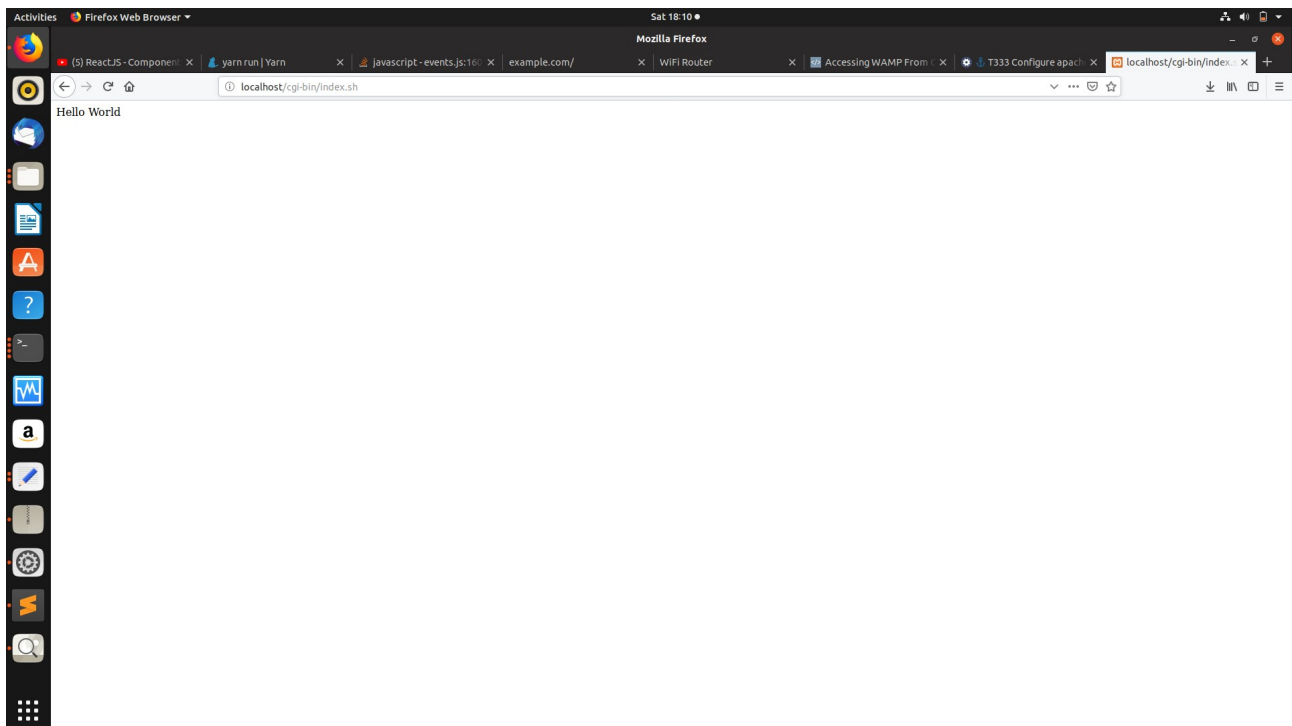 Activities Firefox Web Browser Sat 18:10
Mozilla Firefox
(5) ReactJS - Component yarn run | Yarn javascript - events.js:160 example.com/ WiFi Router Accessing WAMP From T333 Configure apach localhost/cgi-bin/index.s
localhost/cgi-bin/index.sh
Hello World